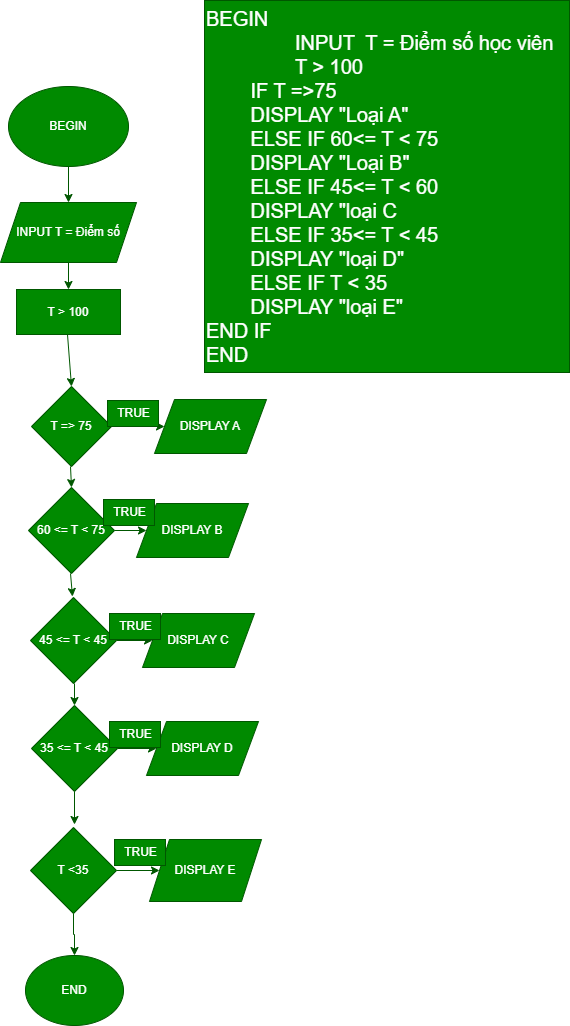 BEGIN
INPUT T = Điểm số học viên
T > 100
IF T =>75
DISPLAY "Loại A"
ELSE IF 60<= T < 75
DISPLAY "Loại B"
ELSE IF 45<= T < 60
DISPLAY "loại C
ELSE IF 35<= T < 45
DISPLAY "loại D"
ELSE IF T < 35
DISPLAY "loại E"
END IF
END
BEGIN
INPUT T = Điểm số
T > 100
T => 75
TRUE
DISPLAY A
60 <= T < 75
TRUE
DISPLAY B
45 <= T < 45
TRUE
DISPLAY C
35 <= T < 45
TRUE
DISPLAY D
T <35
TRUE
DISPLAY E
END